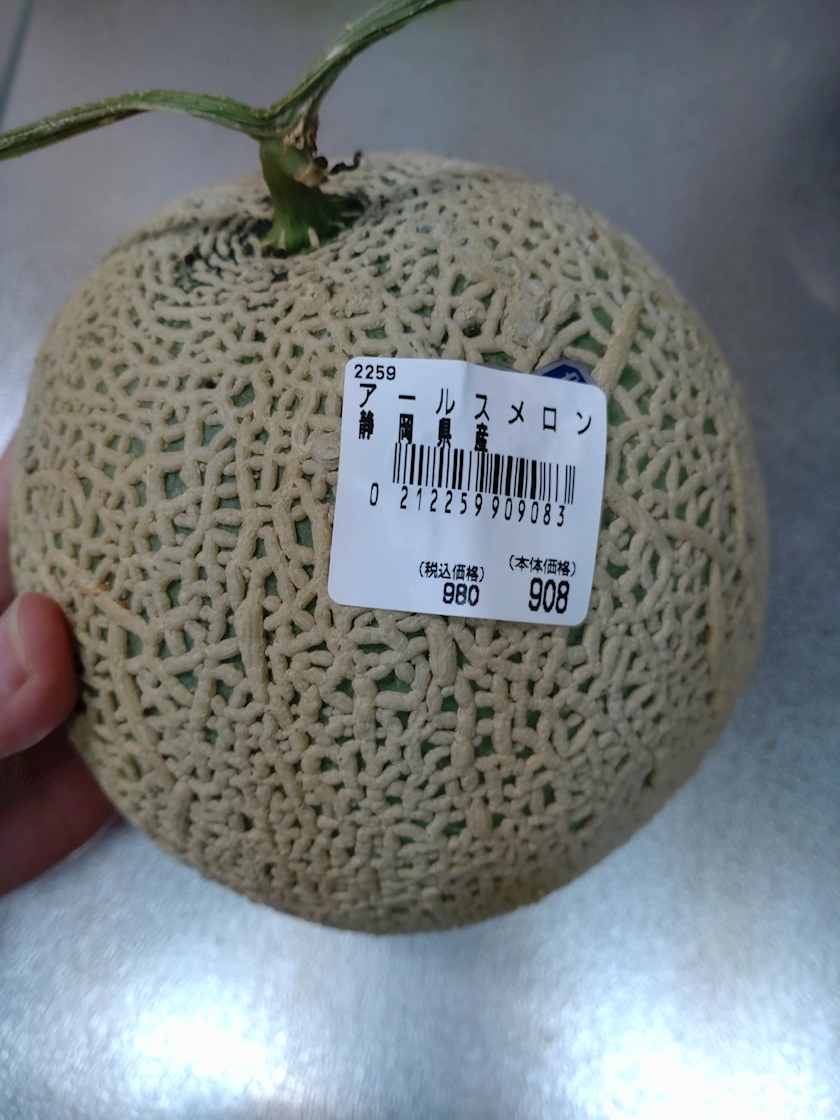 2259
アールスメロン
静岡県産
0 212259909083
(税込価格) (本体価格)
980 908